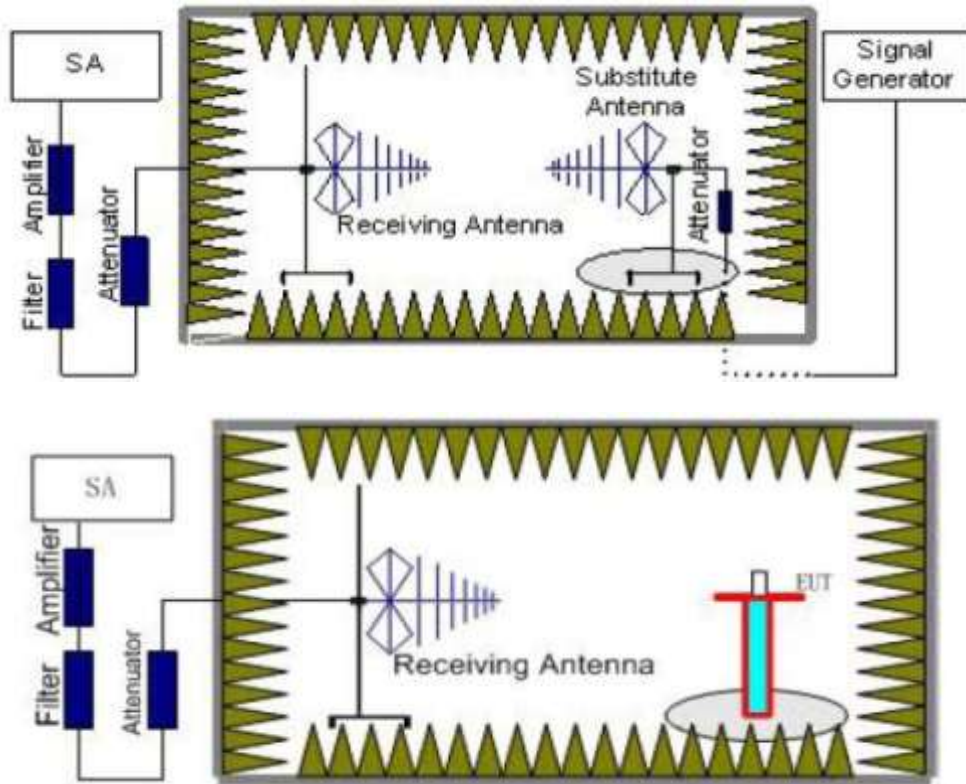 SA
Signal
Generator
Substitute
Antenna
Amplifier
Attenuator
Filter
Receiving Antenna
Attenuator
SA
Amplifier
Filter
Attenuator
Receiving Antenna
EUT